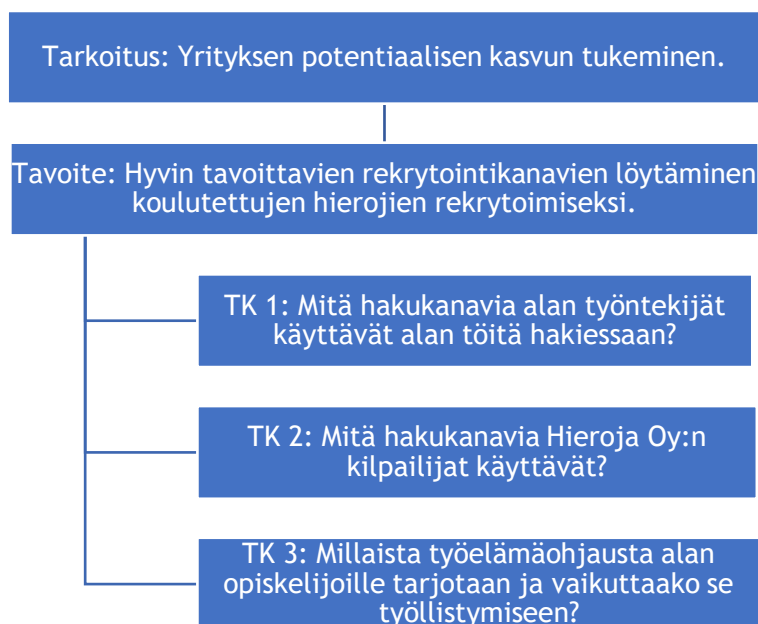 Tarkoitus: Yrityksen potentiaalisen kasvun tukeminen.
Tavoite: Hyvin tavoittavien rekrytointikanavien löytäminen
koulutettujen hierojien rekrytoimiseksi.
TK 1: Mitä hakukanavia alan työntekijät
käyttävät alan töitä hakiessaan?
TK 2: Mitä hakukanavia Hieroja Oy:n
kilpailijat käyttävät?
TK 3: Millaista työelämäohjausta alan
opiskelijoille tarjotaan ja vaikuttaako se
työllistymiseen?